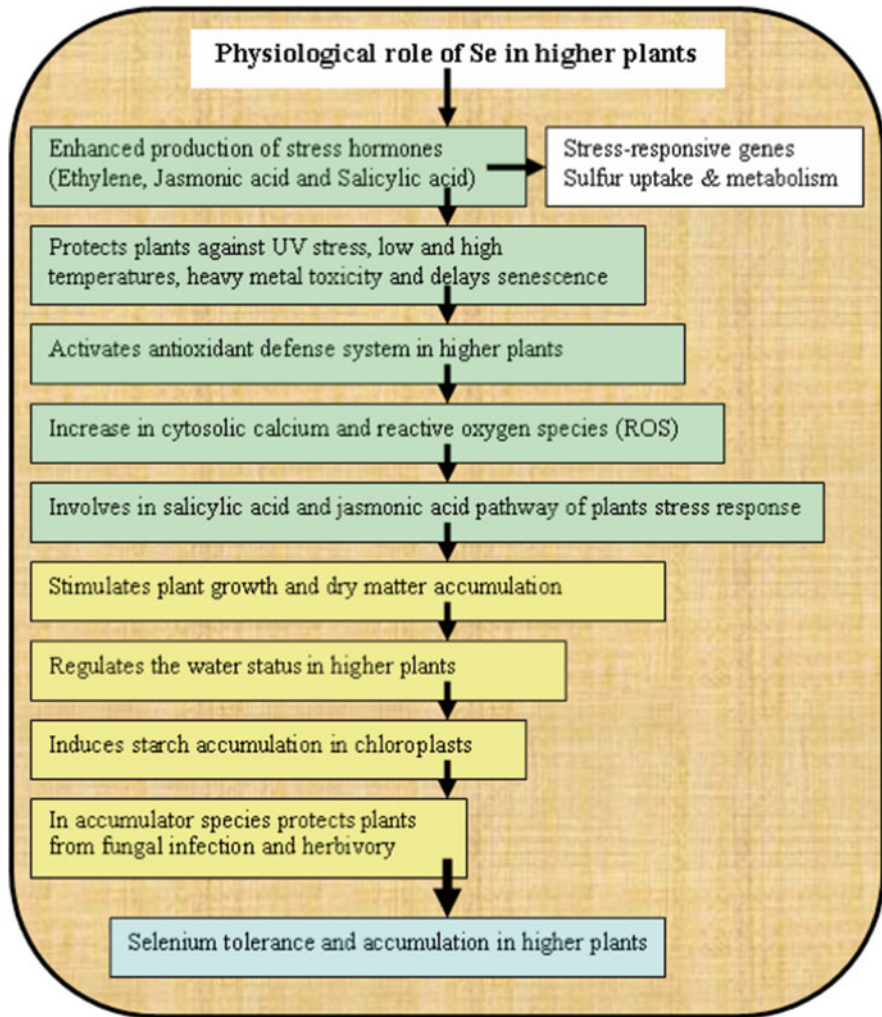 Physiological role of Se in higher plants
Enhanced production of stress hormones
(Ethylene, Jasmonic acid and Salicylic acid)
Stress-responsive genes
Sulfur uptake & metabolism
Protects plants against UV stress, low and high
temperatures, heavy metal toxicity and delays senescence
Activates antioxidant defense system in higher plants
Increase in cytosolic calcium and reactive oxygen species (ROS)
Involves in salicylic acid and jasmonic acid pathway of plants stress response
Stimulates plant growth and dry matter accumulation
Regulates the water status in higher plants
Induces starch accumulation in chloroplasts
In accumulator species protects plants
from fungal infection and herbivory
Selenium tolerance and accumulation in higher plants